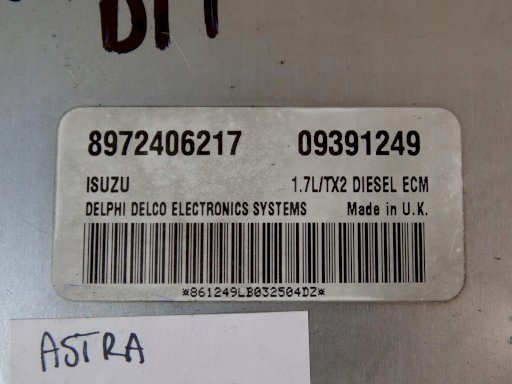 8972406217 09391249
ISUZU 1.7L/TX2 DIESEL ECM
DELPHI DELCO ELECTRONICS SYSTEMS Made in U.K.
*861249LB032504DZ*
ASTRA